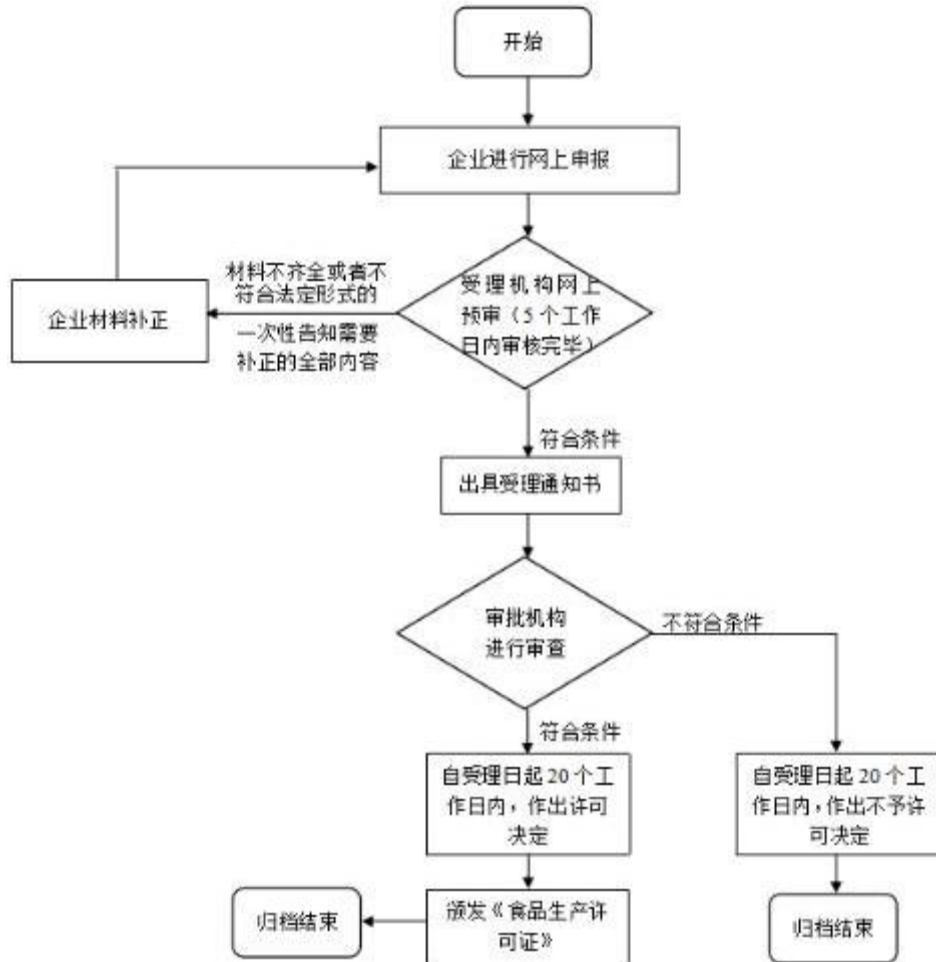 开始
企业进行网上申报
材料不齐全或者不
符合法定形式的
一次性告知需要
补正的全部内容
企业材料补正
受理机构网上
预审（5个工作
日内审核完毕）
符合条件
出具受理通知书
审批机构
进行审查
不符合条件
符合条件
自受理日起20个工
作日内，作出许可
决定
自受理日起20个工
作日内，作出不予许
可决定
颁发《食品生产许
可证》
归档结束
归档结束